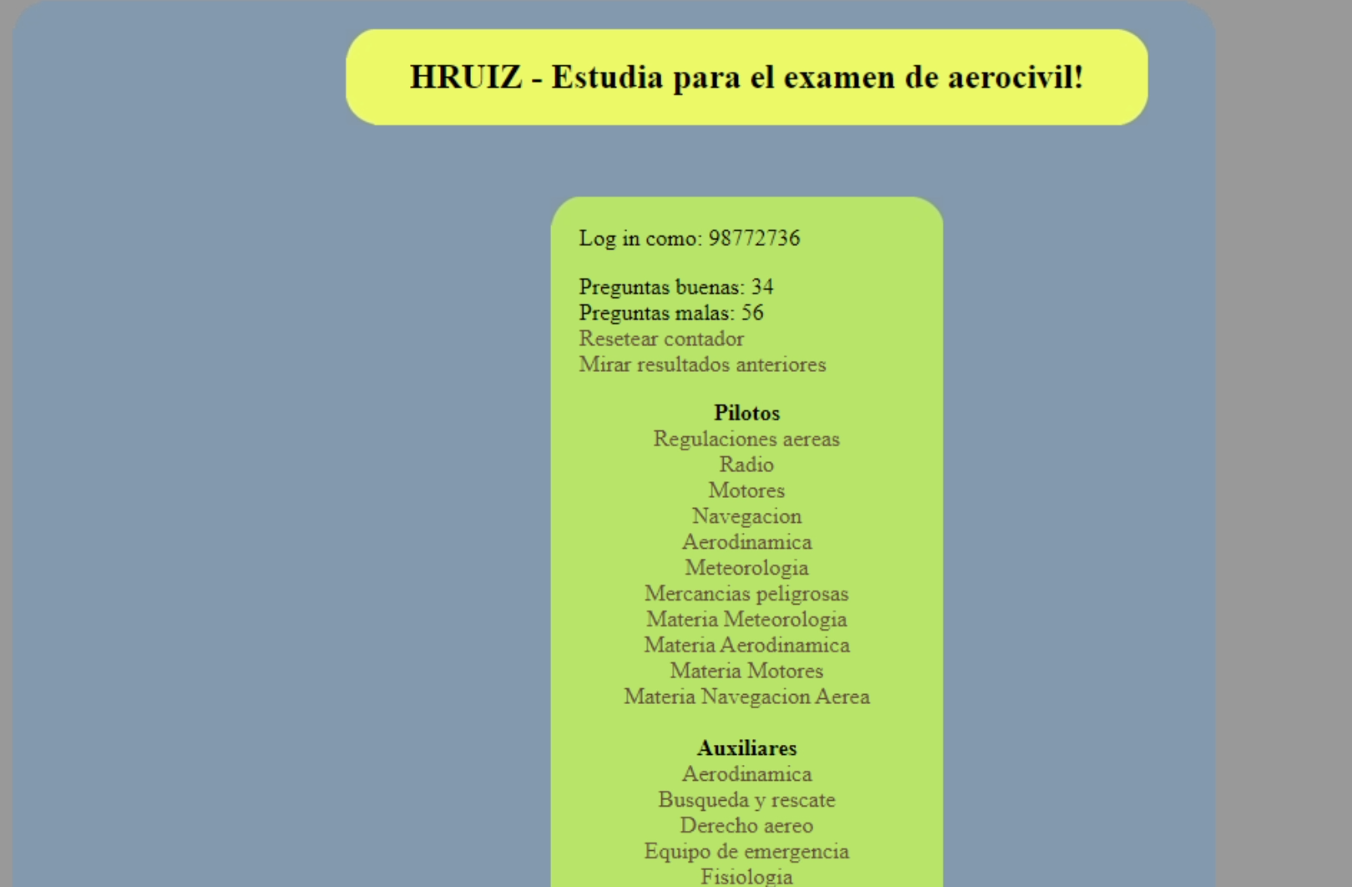 HRUIZ - Estudia para el examen de aerocivil!
Log in como: 98772736
Preguntas buenas: 34
Preguntas malas: 56
Resetear contador
Mirar resultados anteriores
Pilotos
Regulaciones aereas
Radio
Motores
Navegacion
Aerodinamica
Meteorologia
Mercancias peligrosas
Materia Meteorologia
Materia Aerodinamica
Materia Motores
Materia Navegacion Aerea
Auxiliares
Aerodinamica
Busqueda y rescate
Derecho aereo
Equipo de emergencia
Fisiologia